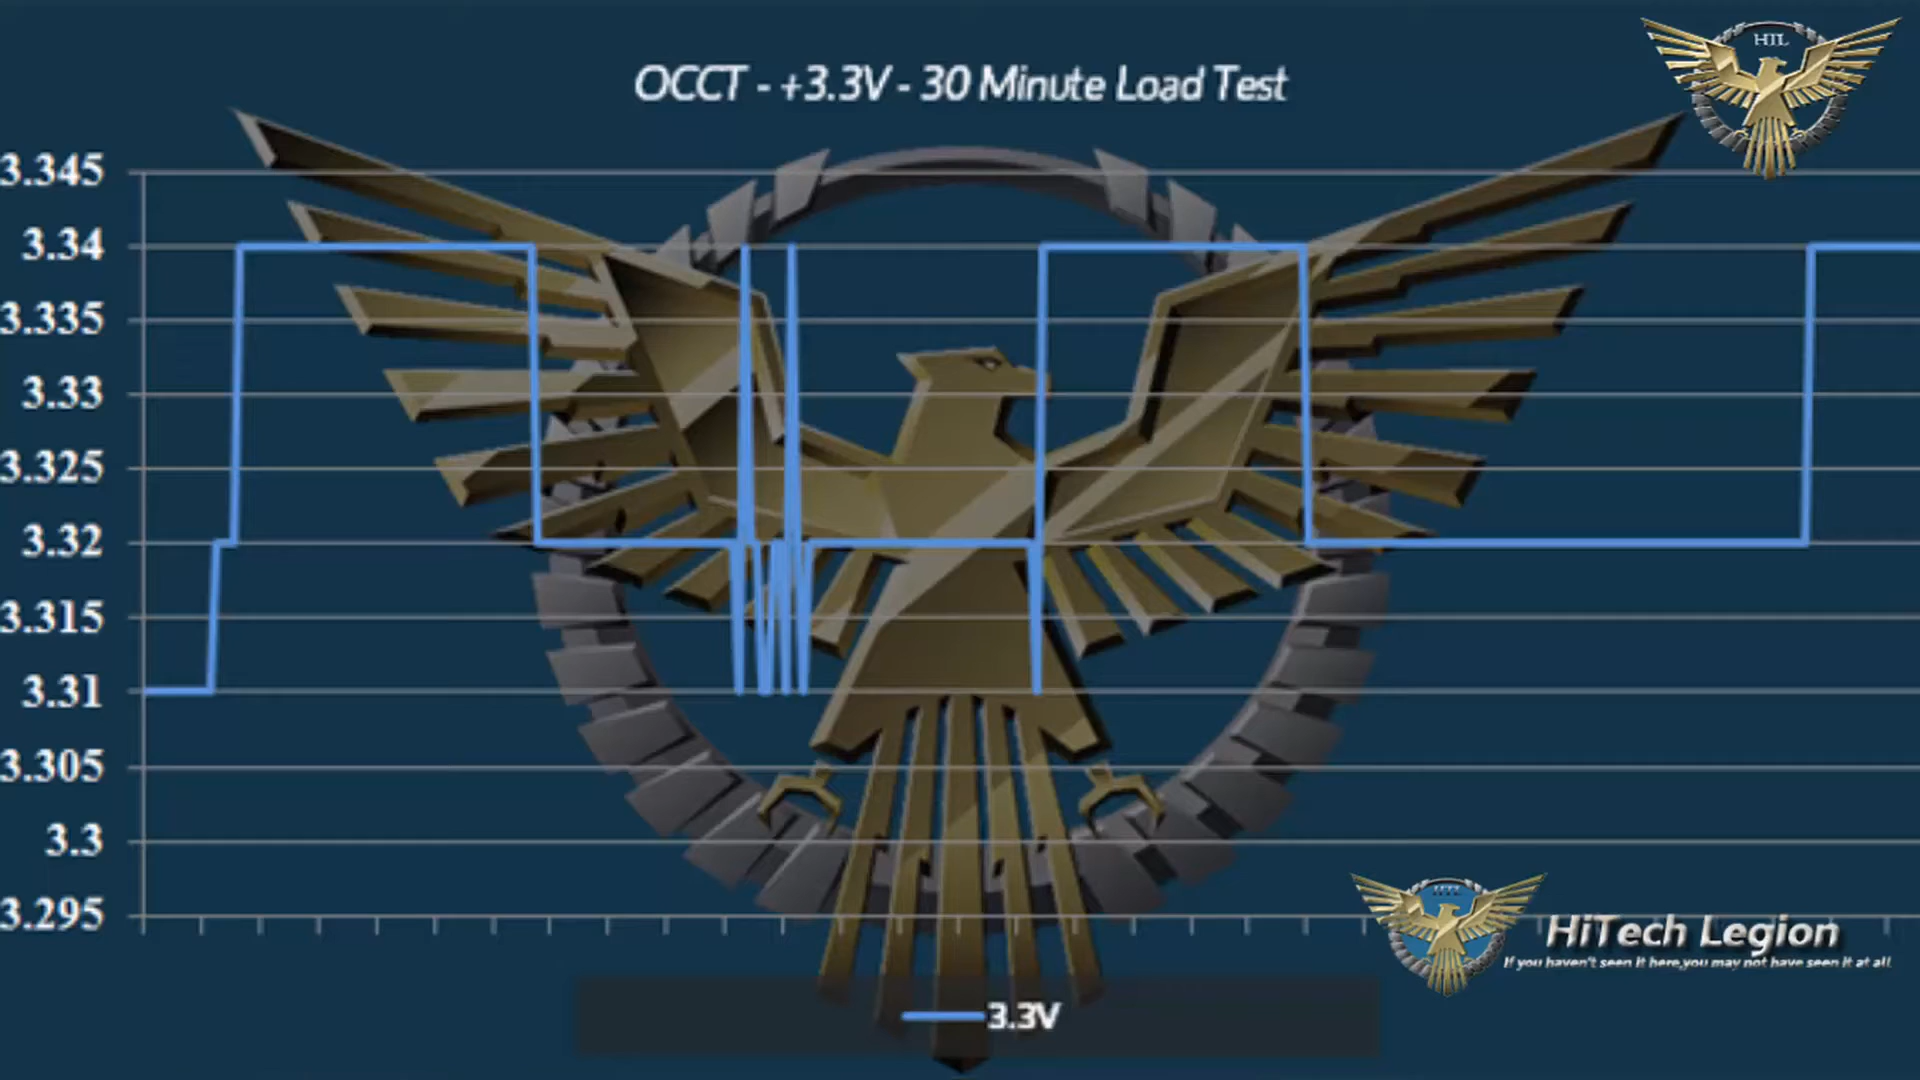 HTL
OCCT - +3.3V - 30 Minute Load Test
3.345
3.34
3.335
3.33
3.325
3.32
3.315
3.31
3.305
3.3
3.295
HiTech Legion
If you haven't seen it here,you may not have seen it at all.
3.3V